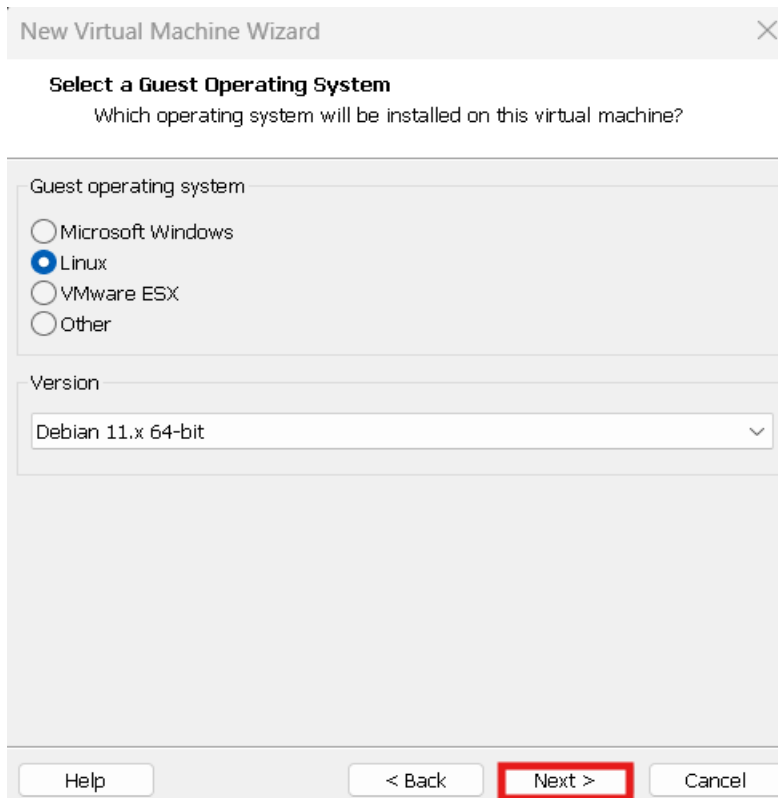 New Virtual Machine Wizard
Select a Guest Operating System
Which operating system will be installed on this virtual machine?
Guest operating system
Microsoft Windows
Linux
VMware ESX
Other
Version
Debian 11.x 64-bit
Help
< Back
Next >
Cancel